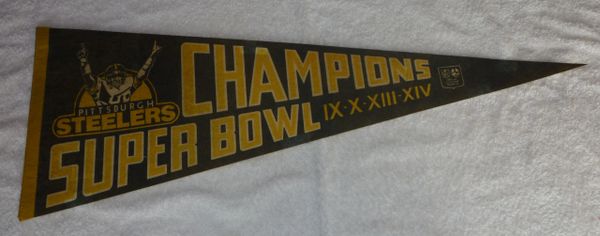 PITTSBURGH
STEELERS
CHAMPIONS
SUPER BOWL IX·X·XIII·XIV